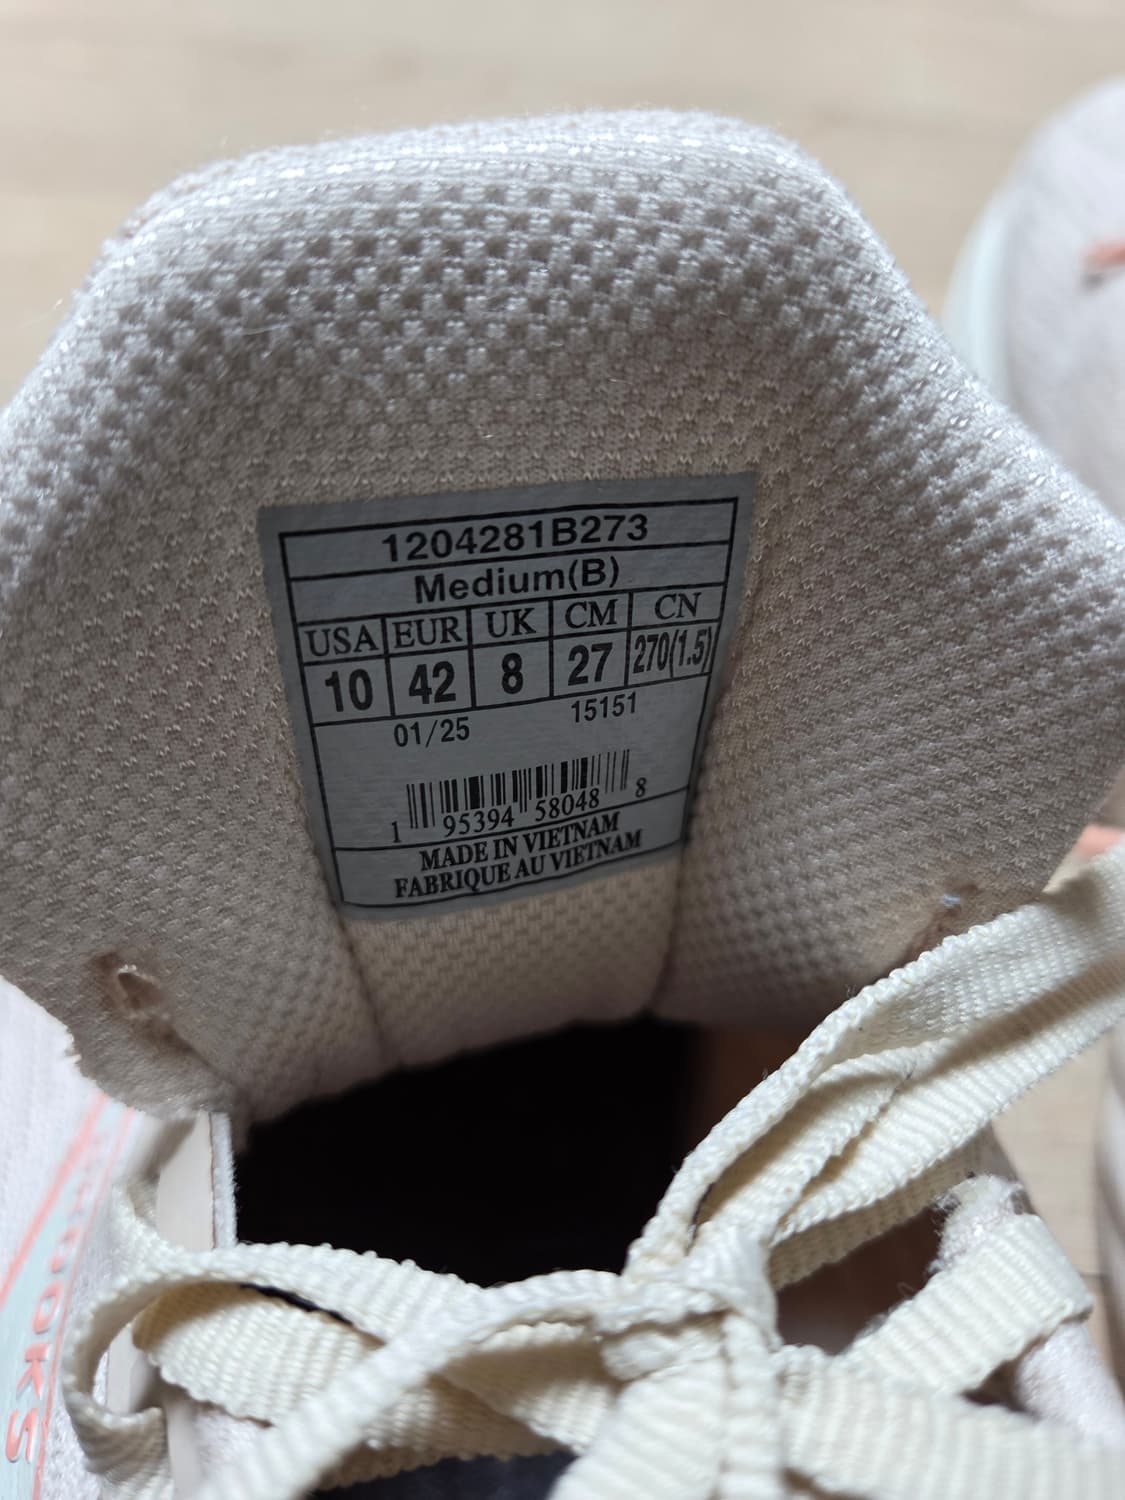 1204281B273
Medium(B)
USA EUR UK CM CN
10 42 8 27 270(1.5)
01/25 15151
1 95394 58048 8
MADE IN VIETNAM
FABRIQUE AU VIETNAM
BROOKS